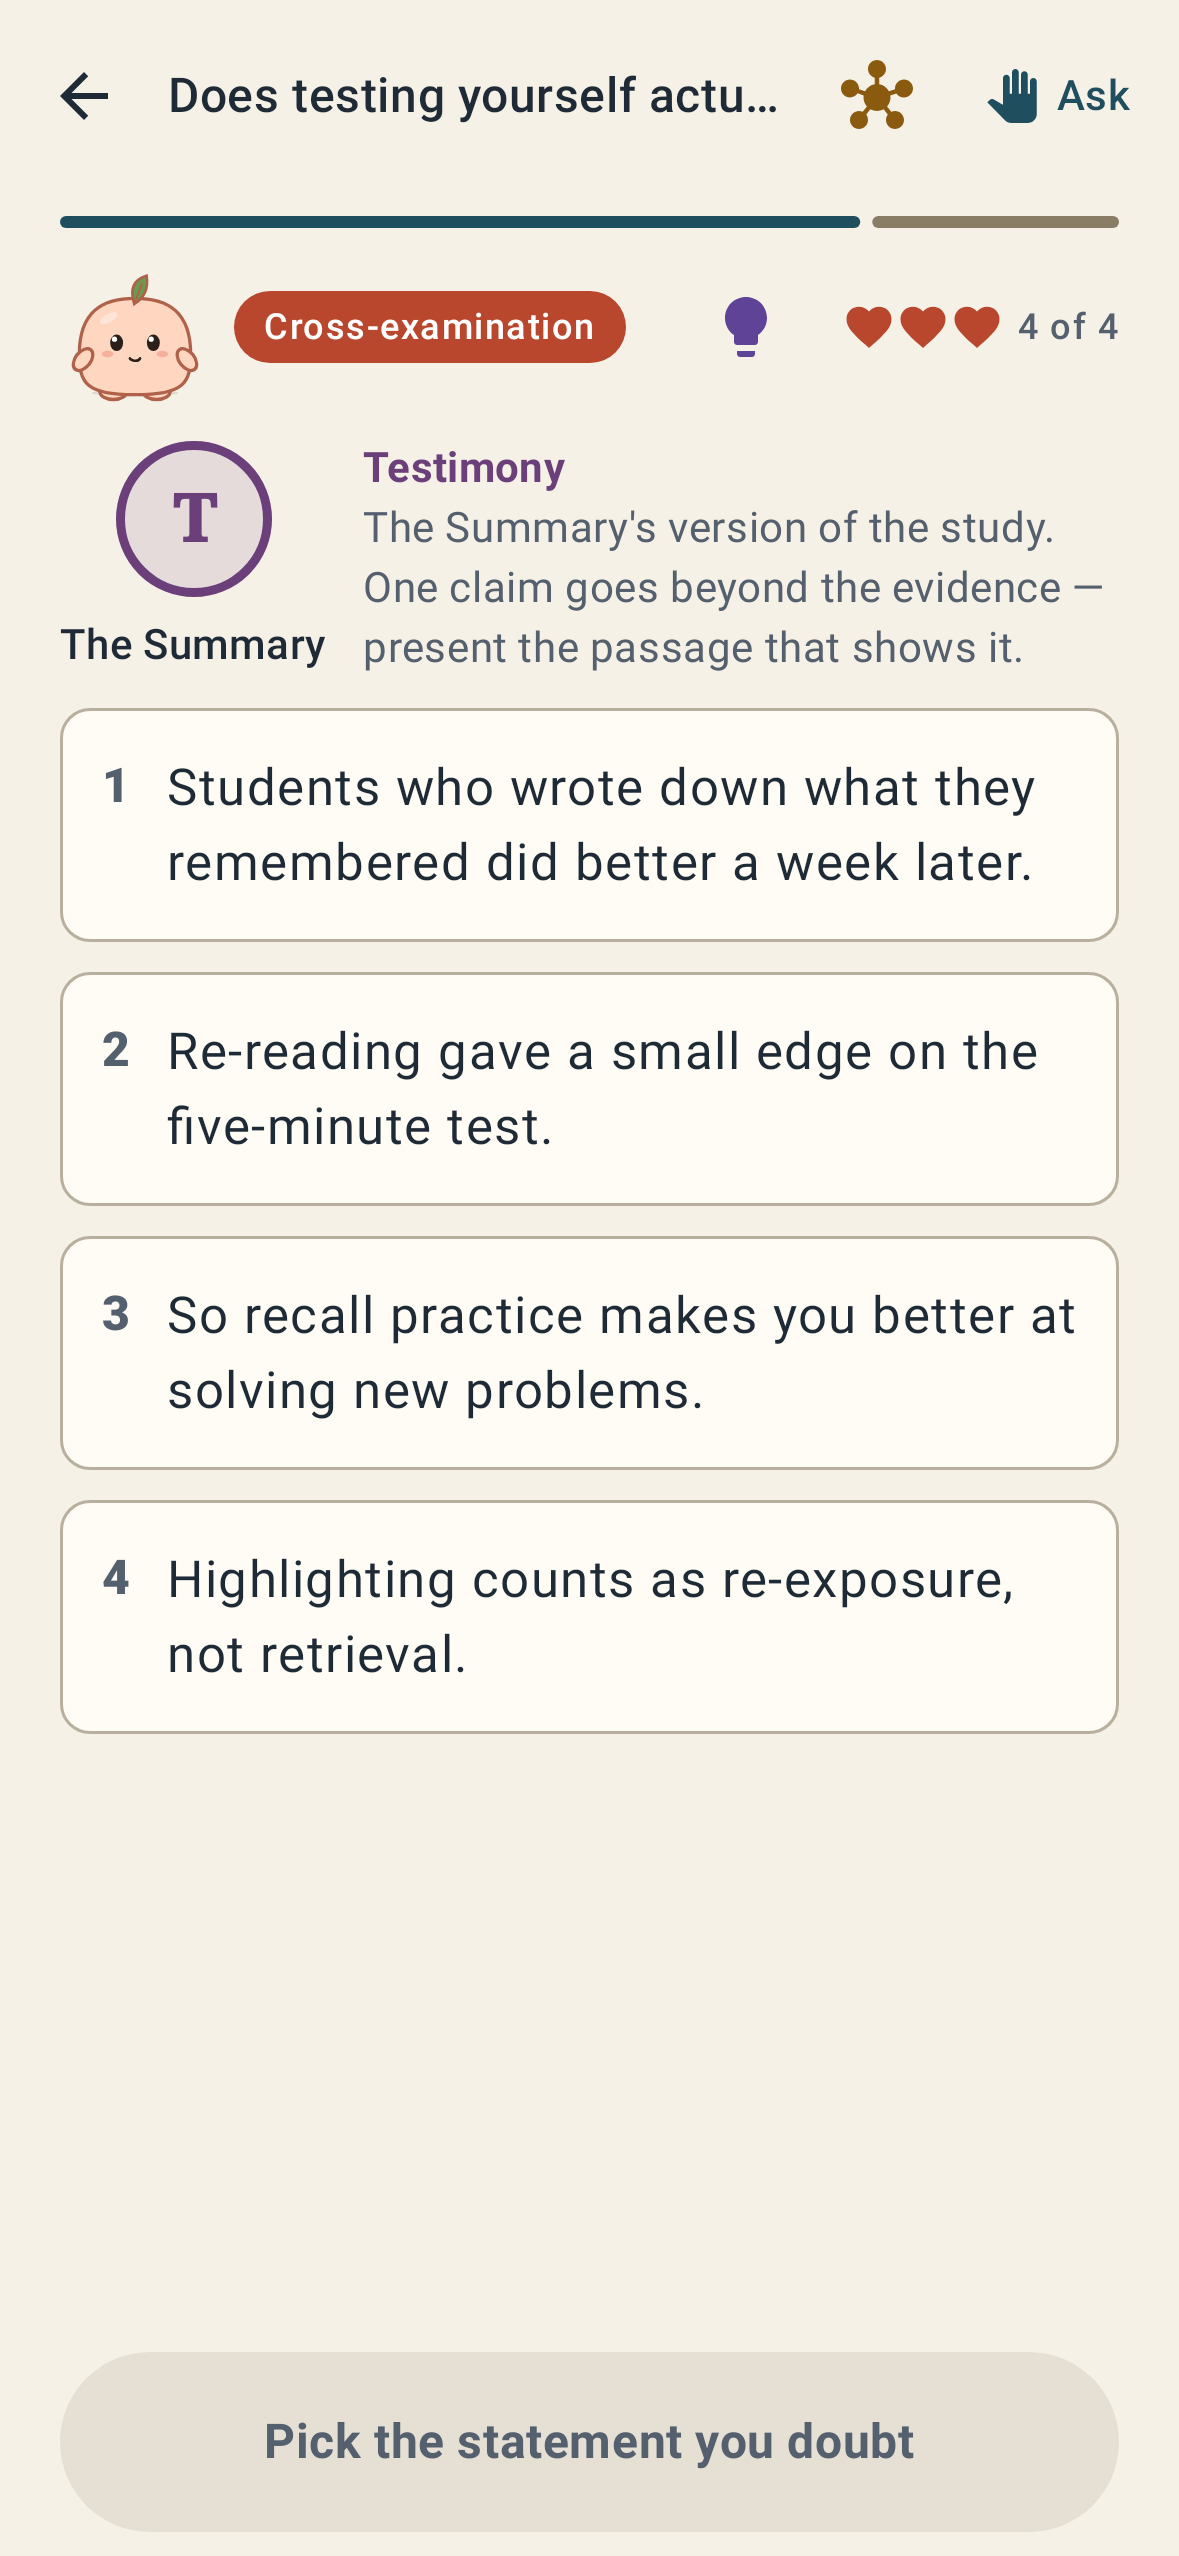 Does testing yourself actu...
Ask
Cross-examination
4 of 4
T
The Summary
Testimony
The Summary's version of the study.
One claim goes beyond the evidence —
present the passage that shows it.
1 Students who wrote down what they
remembered did better a week later.
2 Re-reading gave a small edge on the
five-minute test.
3 So recall practice makes you better at
solving new problems.
4 Highlighting counts as re-exposure,
not retrieval.
Pick the statement you doubt